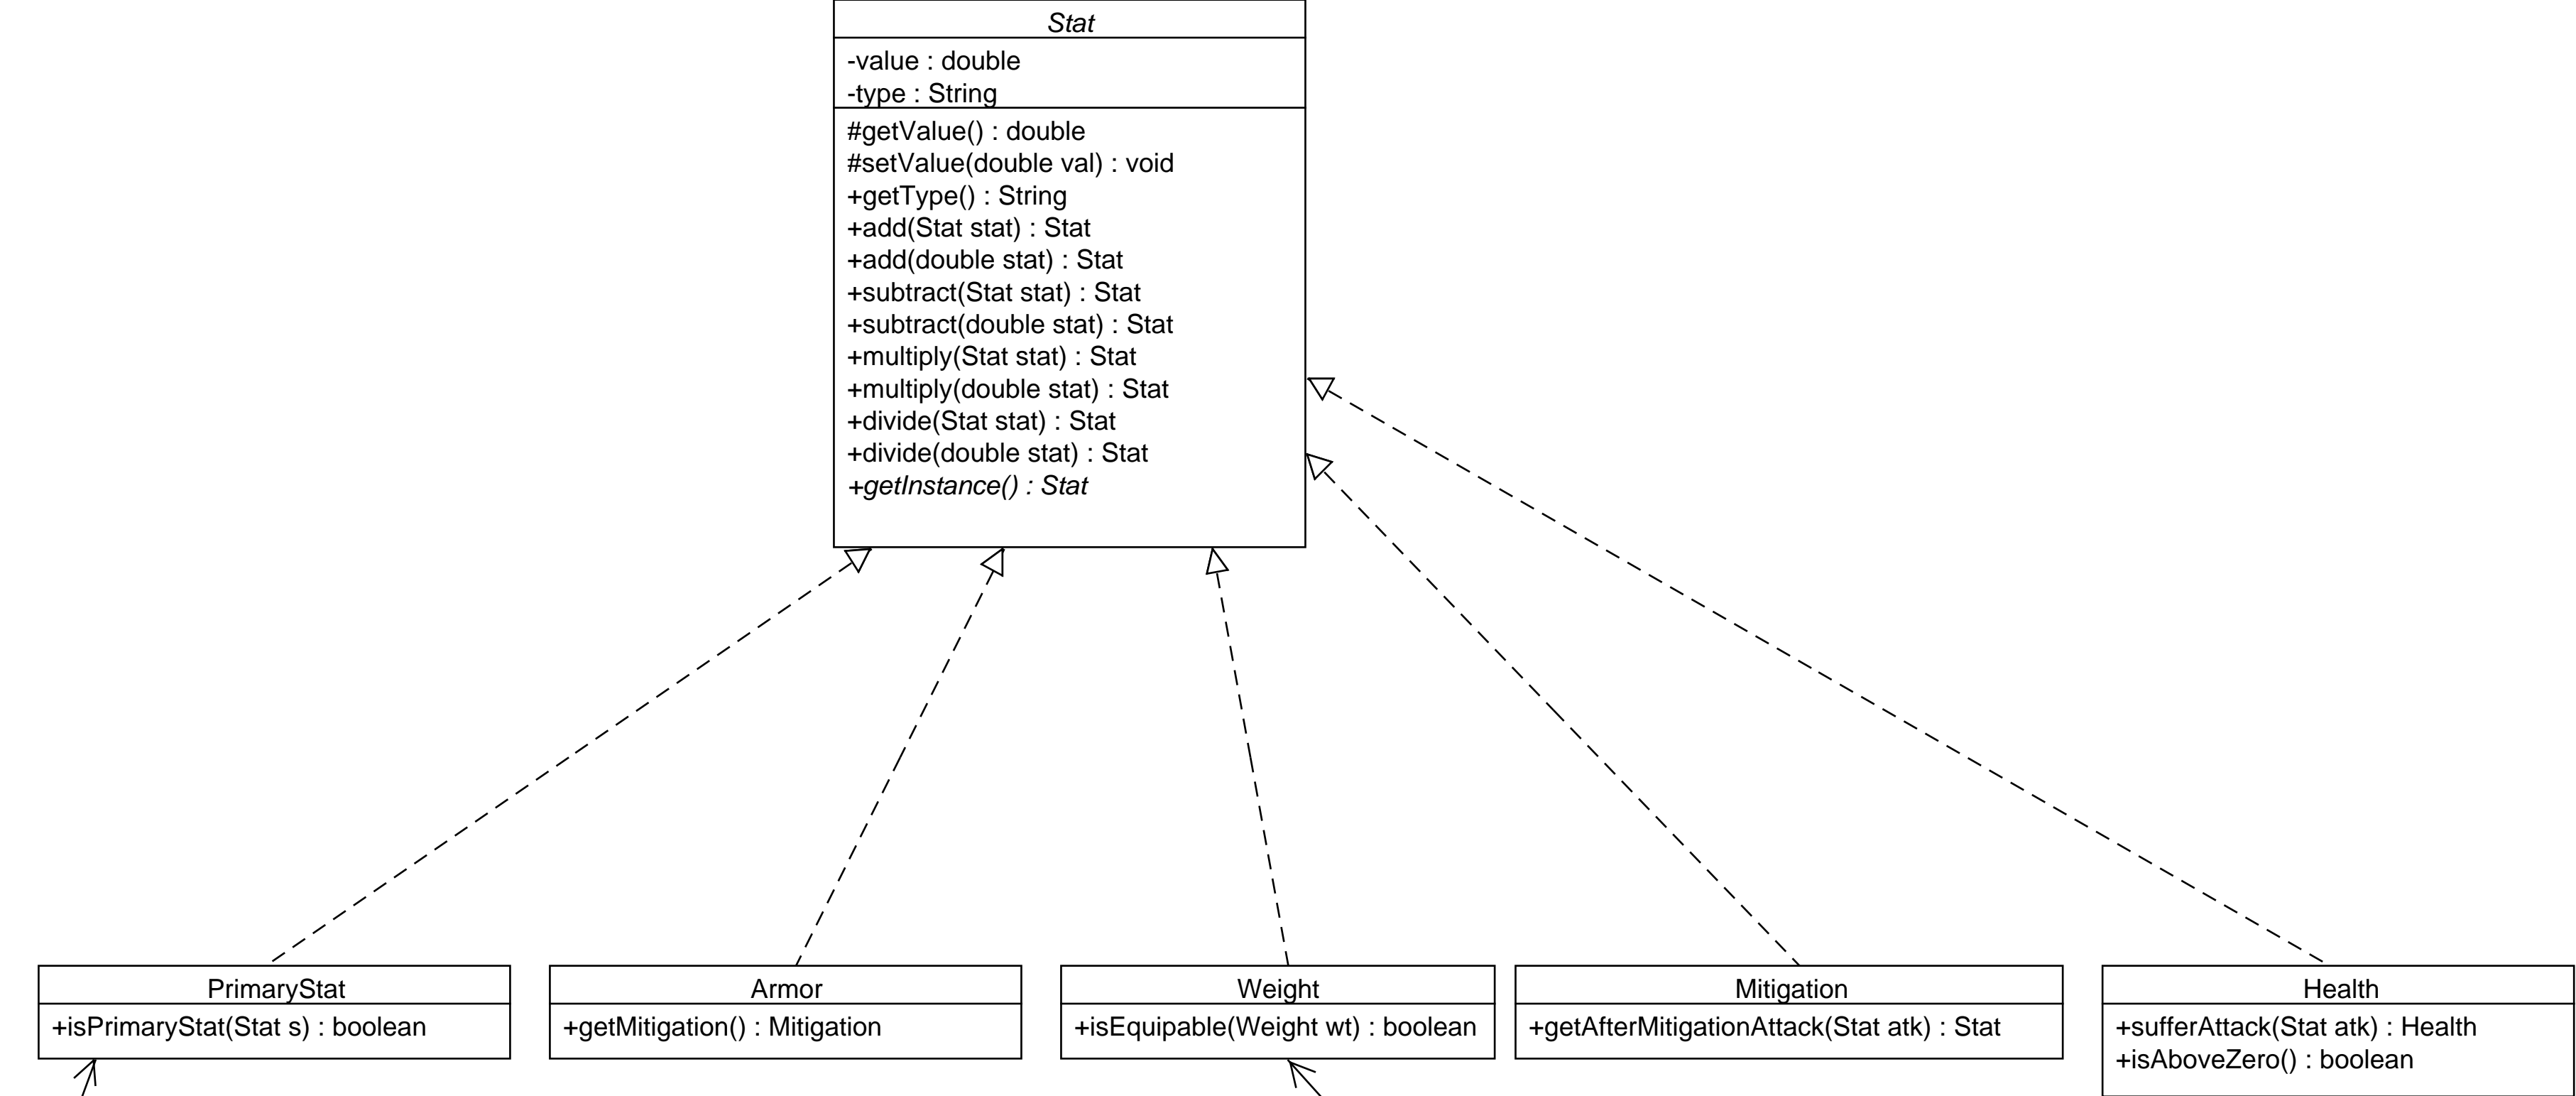 Stat
-value : double
-type : String
#getValue() : double
#setValue(double val) : void
+getType() : String
+add(Stat stat) : Stat
+add(double stat) : Stat
+subtract(Stat stat) : Stat
+subtract(double stat) : Stat
+multiply(Stat stat) : Stat
+multiply(double stat) : Stat
+divide(Stat stat) : Stat
+divide(double stat) : Stat
+getInstance() : Stat
PrimaryStat
+isPrimaryStat(Stat s) : boolean
Armor
+getMitigation() : Mitigation
Weight
+isEquipable(Weight wt) : boolean
Mitigation
+getAfterMitigationAttack(Stat atk) : Stat
Health
+sufferAttack(Stat atk) : Health
+isAboveZero() : boolean